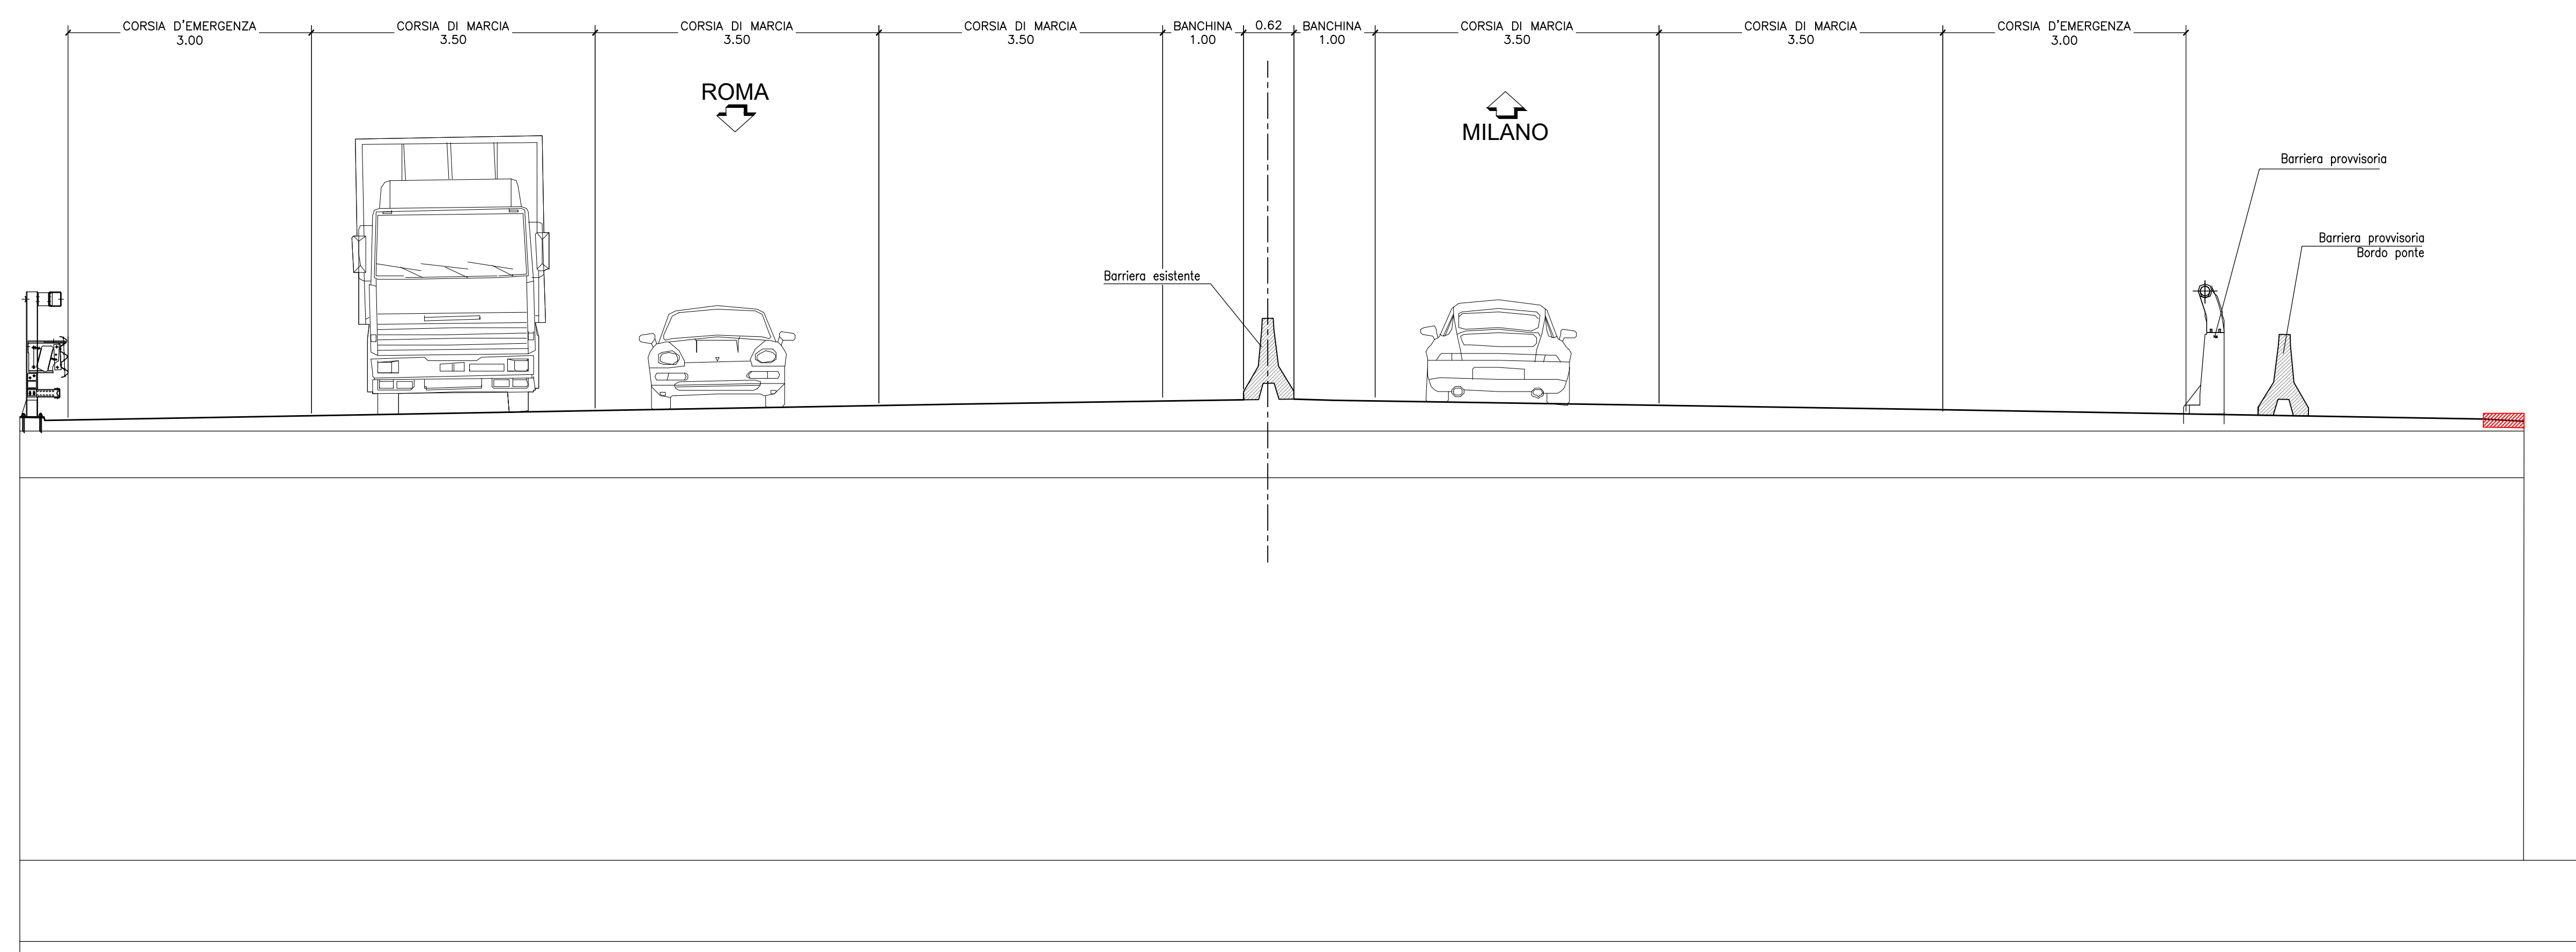 CORSIA D'EMERGENZA
3.00
CORSIA DI MARCIA
3.50
CORSIA DI MARCIA
3.50
CORSIA DI MARCIA
3.50
BANCHINA
1.00
0.62
BANCHINA
1.00
CORSIA DI MARCIA
3.50
CORSIA DI MARCIA
3.50
CORSIA D'EMERGENZA
3.00
ROMA
MILANO
Barriera provvisoria
Barriera provvisoria
Bordo ponte
Barriera esistente